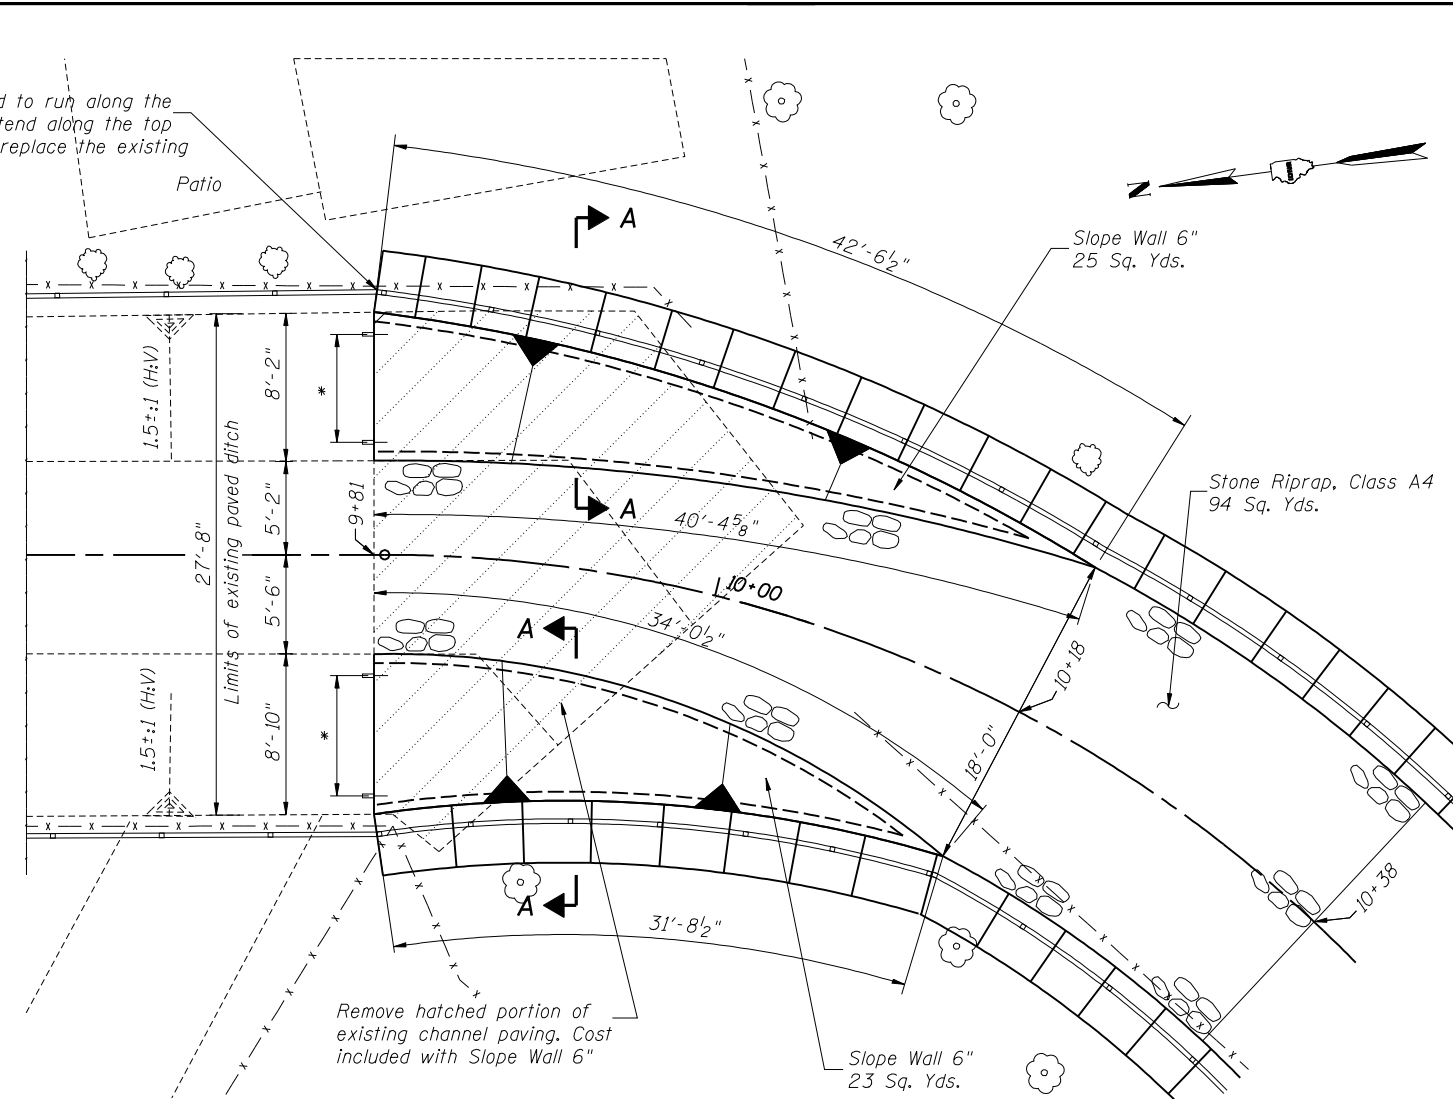 d to run along the
tend along the top
replace the existing
Patio
A
42'-6½"
N
Slope Wall 6"
25 Sq. Yds.
1.5±:1 (H:V)
8'-2"
*
27'-8"
Limits of existing paved ditch
5'-2"
9+81
A
40'-4⅝"
Stone Riprap, Class A4
94 Sq. Yds.
10+00
5'-6"
A
34'-0½"
10+18
1.5±:1 (H:V)
8'-10"
*
18'-0"
10+38
A
31'-8½"
Remove hatched portion of
existing channel paving. Cost
included with Slope Wall 6"
Slope Wall 6"
23 Sq. Yds.